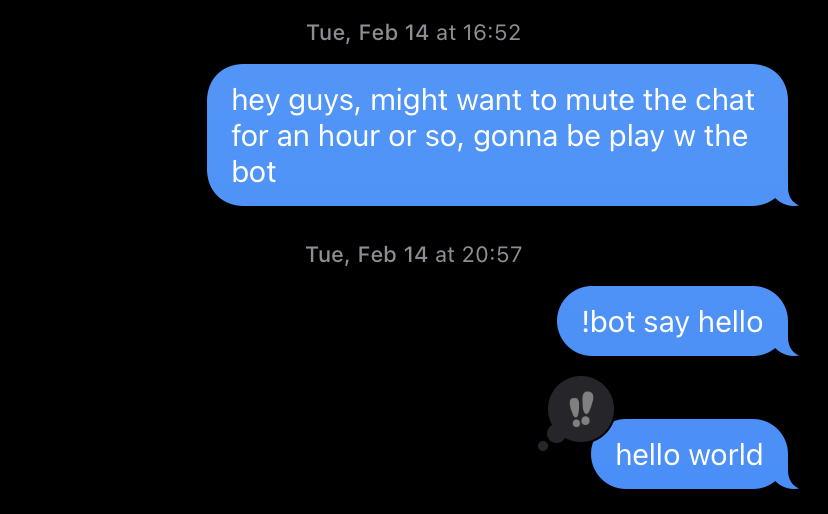 Tue, Feb 14 at 16:52
hey guys, might want to mute the chat
for an hour or so, gonna be play w the
bot
Tue, Feb 14 at 20:57
!bot say hello
!!
hello world